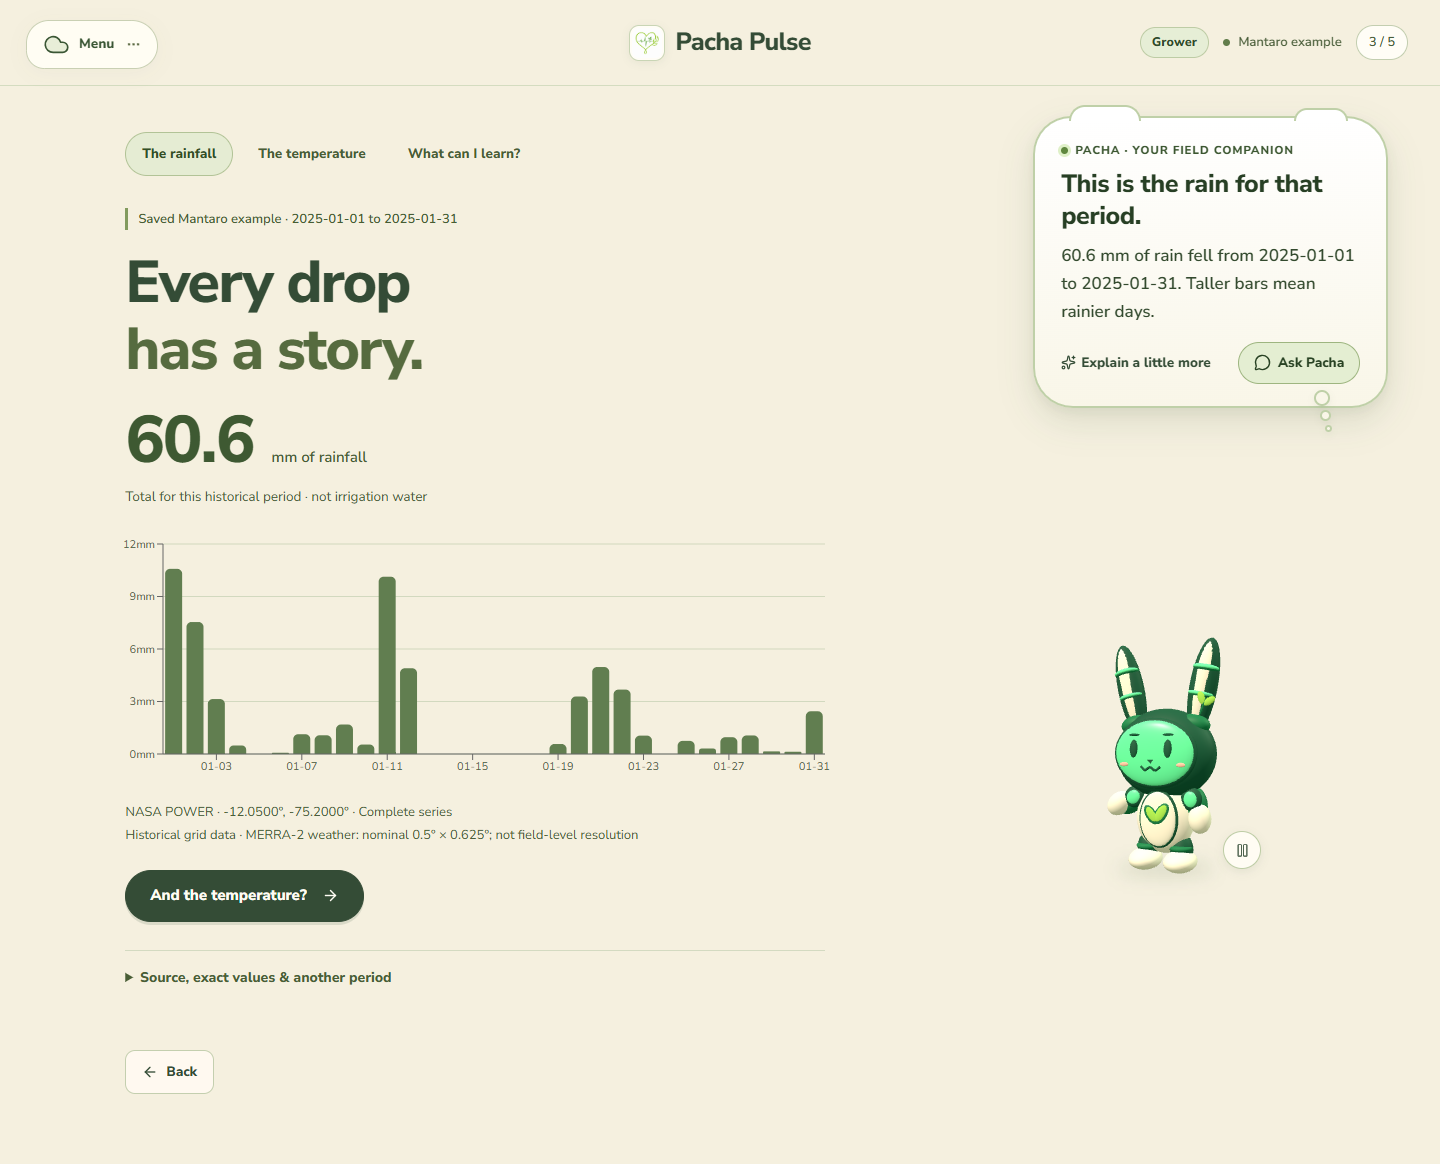 Menu ...
Pacha Pulse
Grower
Mantaro example
3 / 5
The rainfall
The temperature
What can I learn?
Saved Mantaro example · 2025-01-01 to 2025-01-31
Every drop
has a story.
60.6 mm of rainfall
Total for this historical period · not irrigation water
12mm
9mm
6mm
3mm
0mm
01-03 01-07 01-11 01-15 01-19 01-23 01-27 01-31
NASA POWER · -12.0500°, -75.2000° · Complete series
Historical grid data · MERRA-2 weather: nominal 0.5° × 0.625°; not field-level resolution
And the temperature? →
▶ Source, exact values & another period
← Back
PACHA · YOUR FIELD COMPANION
This is the rain for that
period.
60.6 mm of rain fell from 2025-01-01
to 2025-01-31. Taller bars mean
rainier days.
Explain a little more
Ask Pacha